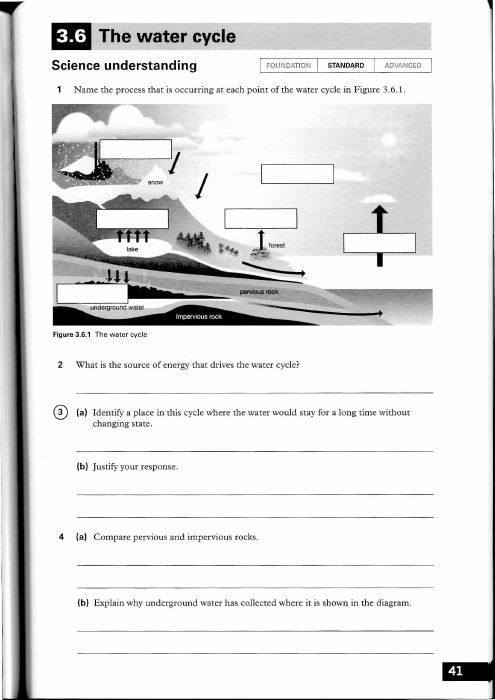 3.6 The water cycle
Science understanding
FOUNDATION STANDARD ADVANCED
1 Name the process that is occurring at each point of the water cycle in Figure 3.6.1.
snow
lake
forest
pervious rock
underground water
impervious rock
Figure 3.6.1 The water cycle
2 What is the source of energy that drives the water cycle?
3 (a) Identify a place in this cycle where the water would stay for a long time without
changing state.
(b) Justify your response.
4 (a) Compare pervious and impervious rocks.
(b) Explain why underground water has collected where it is shown in the diagram.
41